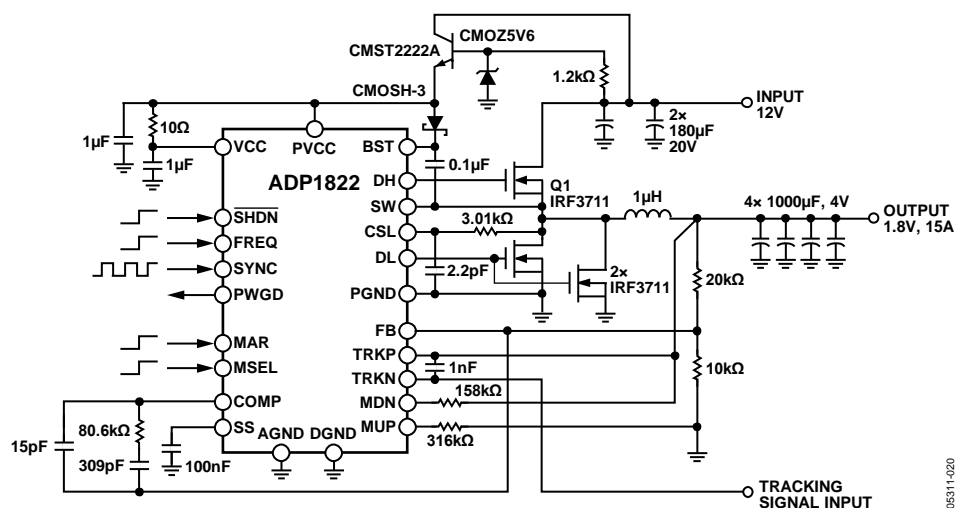 CMST2222A
CMOZ5V6
CMOSH-3
1.2kΩ
INPUT
12V
2×
180µF
20V
1µF
10Ω
1µF
VCC
PVCC
BST
0.1µF
ADP1822
DH
Q1
IRF3711
SW
1µH
4× 1000µF, 4V
OUTPUT
1.8V, 15A
SHDN
CSL
3.01kΩ
FREQ
DL
SYNC
2.2pF
2×
IRF3711
PWGD
PGND
20kΩ
FB
MAR
TRKP
MSEL
1nF
10kΩ
TRKN
COMP
MDN
158kΩ
SS
MUP
316kΩ
15pF
80.6kΩ
309pF
100nF
AGND
DGND
TRACKING
SIGNAL INPUT
05311-020